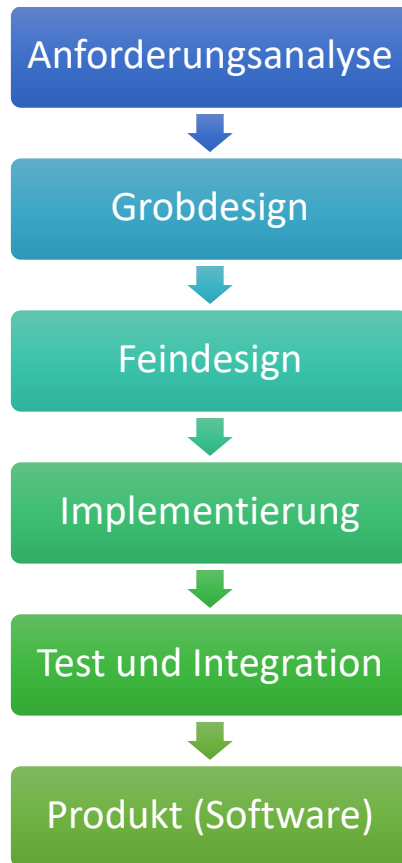 Anforderungsanalyse
Grobdesign
Feindesign
Implementierung
Test und Integration
Produkt (Software)